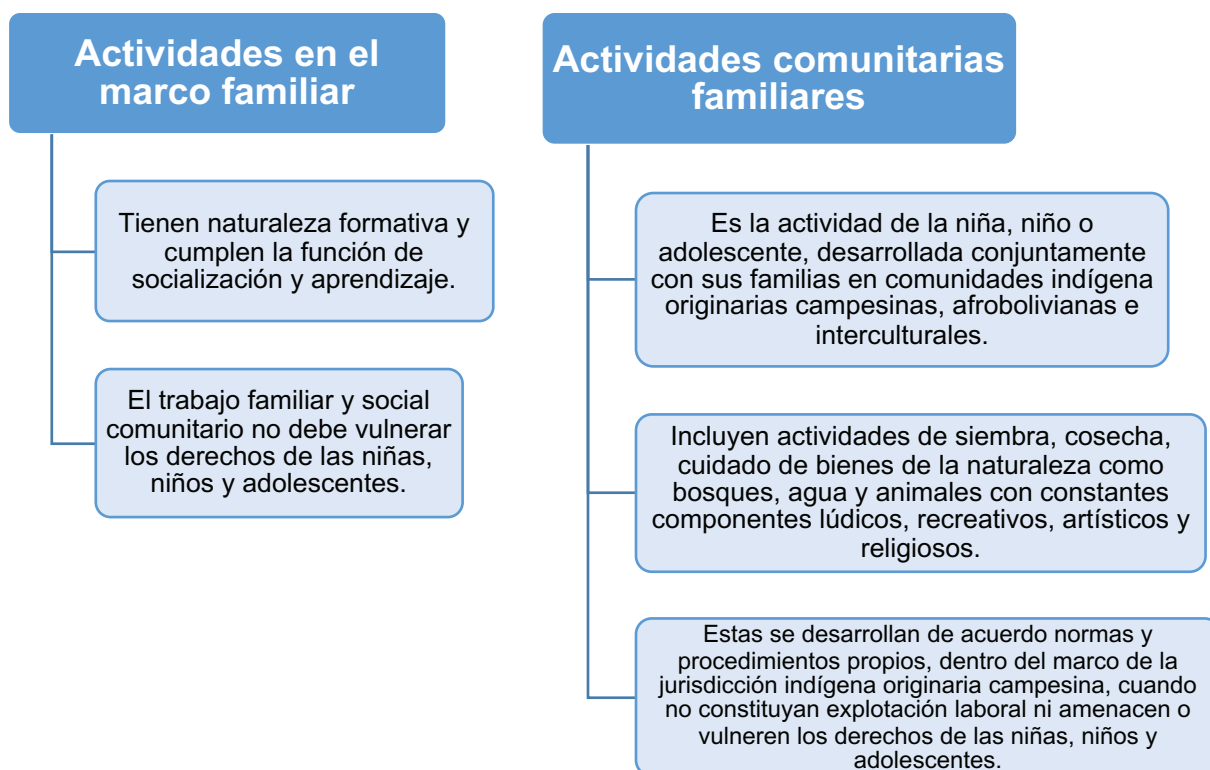 Actividades en el
marco familiar
Tienen naturaleza formativa y
cumplen la función de
socialización y aprendizaje.
El trabajo familiar y social
comunitario no debe vulnerar
los derechos de las niñas,
niños y adolescentes.
Actividades comunitarias
familiares
Es la actividad de la niña, niño o
adolescente, desarrollada conjuntamente
con sus familias en comunidades indígena
originarias campesinas, afrobolivianas e
interculturales.
Incluyen actividades de siembra, cosecha,
cuidado de bienes de la naturaleza como
bosques, agua y animales con constantes
componentes lúdicos, recreativos, artísticos y
religiosos.
Estas se desarrollan de acuerdo normas y
procedimientos propios, dentro del marco de la
jurisdicción indígena originaria campesina, cuando
no constituyan explotación laboral ni amenacen o
vulneren los derechos de las niñas, niños y
adolescentes.